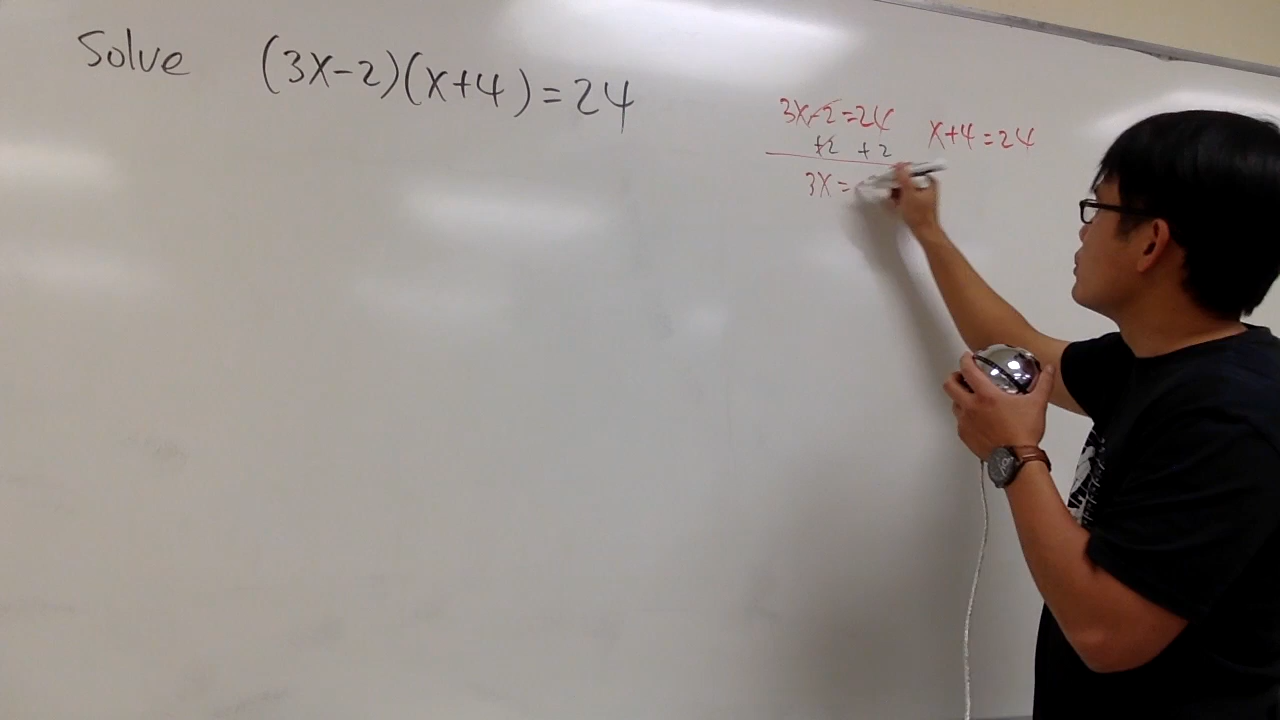 Solve (3x-2)(x+4)=24
3x-2=24 x+4=24
+2 +2
3x=